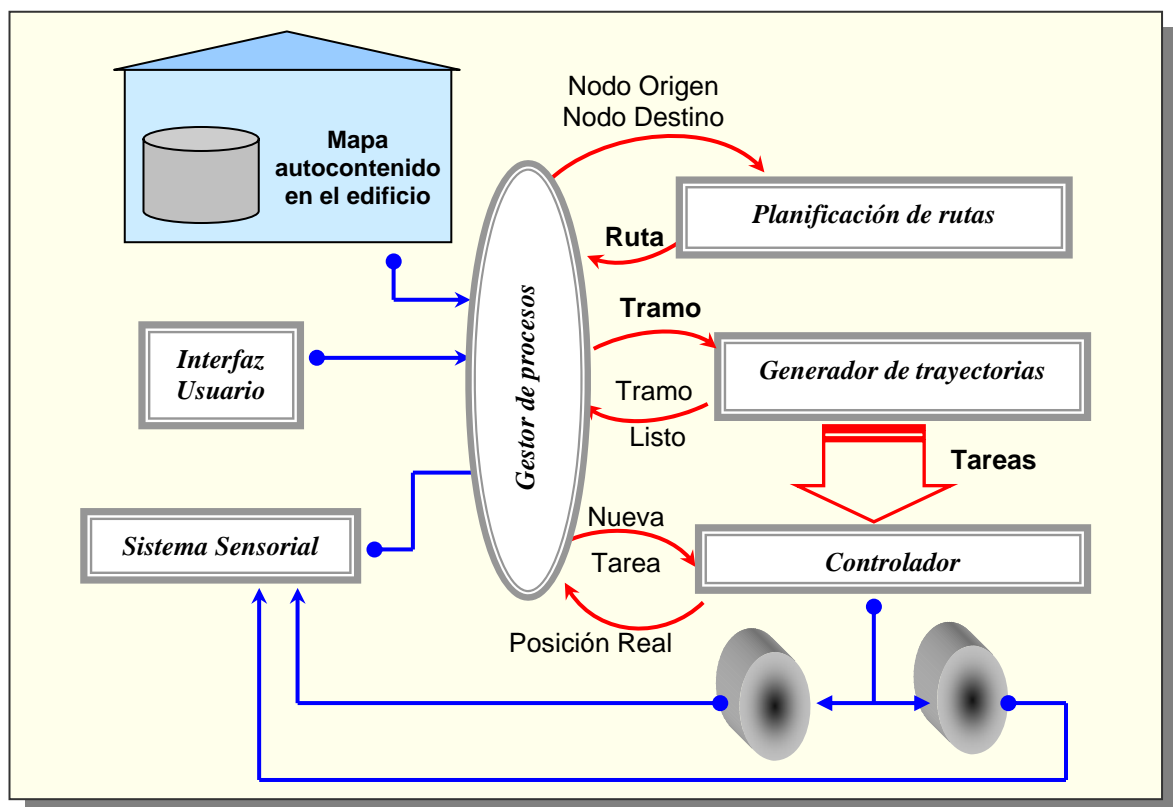 Mapa
autocontenido
en el edificio
Nodo Origen
Nodo Destino
Planificación de rutas
Ruta
Gestor de procesos
Interfaz
Usuario
Tramo
Generador de trayectorias
Tramo
Listo
Tareas
Sistema Sensorial
Nueva
Tarea
Controlador
Posición Real